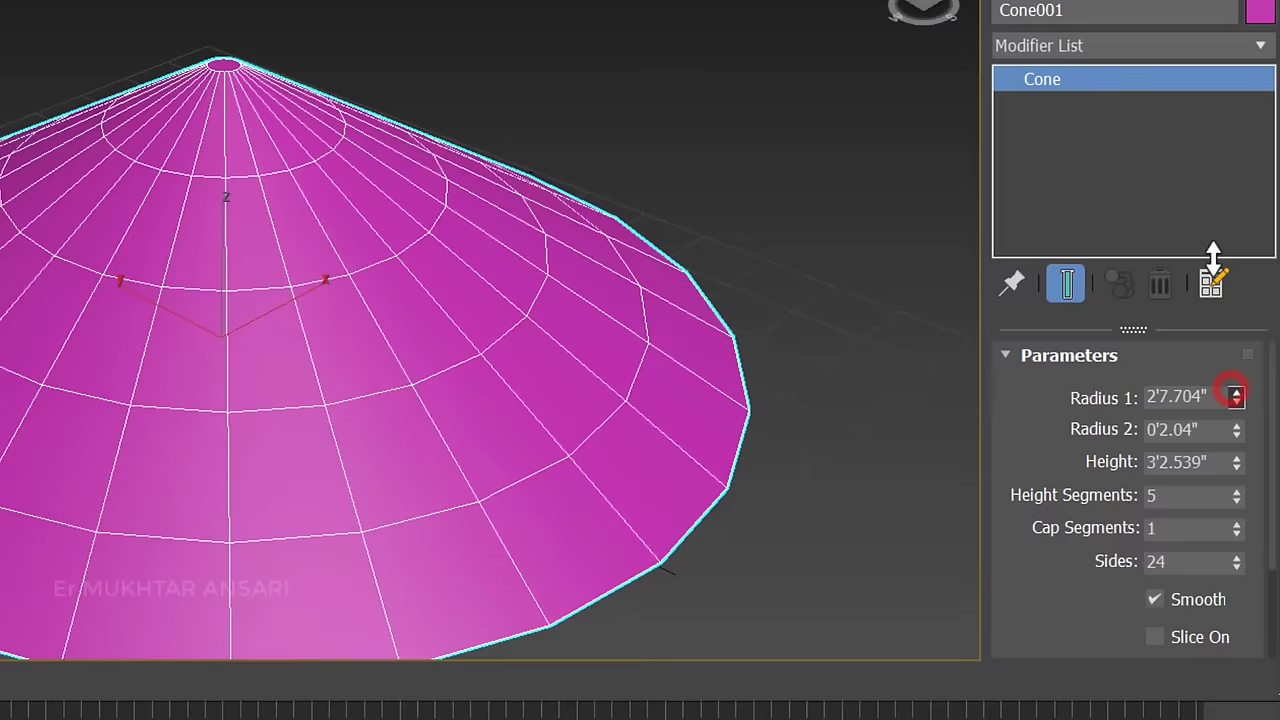 Cone001
Modifier List
Cone
z
y
x
Parameters
Radius 1: 2'7.704"
Radius 2: 0'2.04"
Height: 3'2.539"
Height Segments: 5
Cap Segments: 1
Sides: 24
Smooth
Slice On
Er MUKHTAR ANSARI